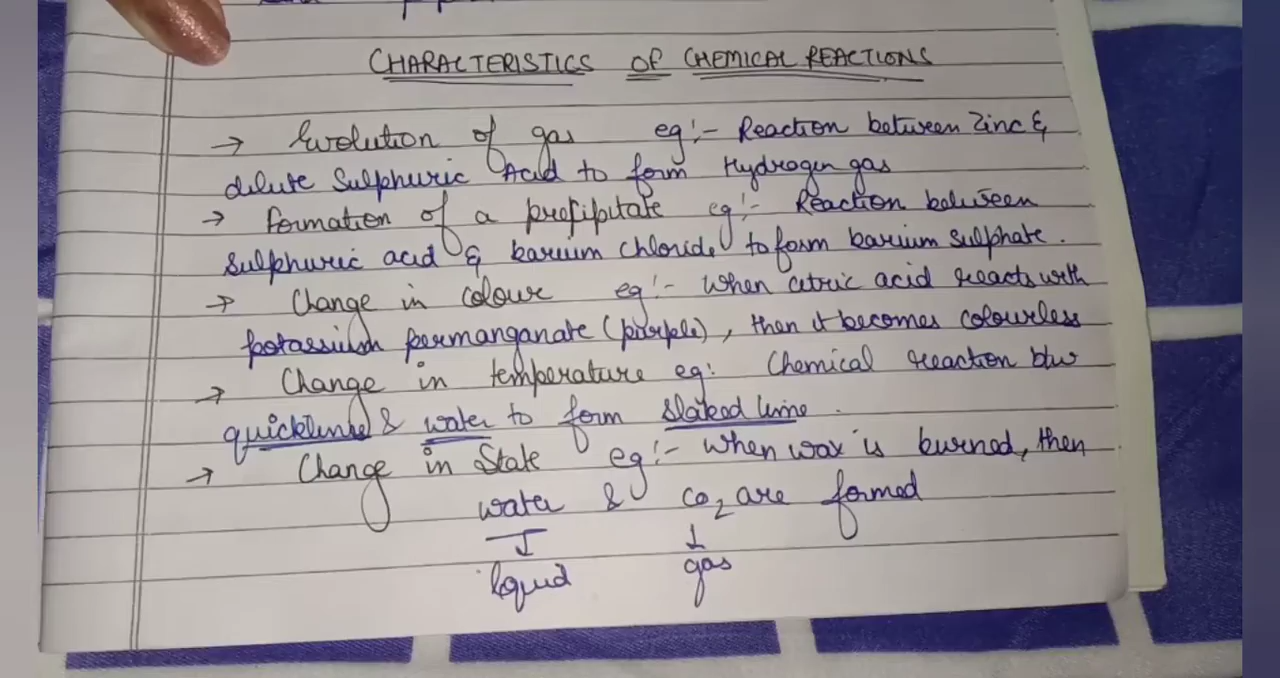 CHARACTERISTICS OF CHEMICAL REACTIONS
→ Evolution of gas eg:- Reaction between Zinc &
dilute Sulphuric Acid to form Hydrogen gas
→ Formation of a precipitate eg:- Reaction between
Sulphuric acid & barium chloride to form barium sulphate.
→ Change in colour eg:- When citric acid reacts with
potassium permanganate (purple), then it becomes colourless
→ Change in temperature eg: Chemical reaction b/w
quicklime & water to form slaked lime.
→ Change in State eg:- When wax is burned, then
water & CO2 are formed
liquid gas